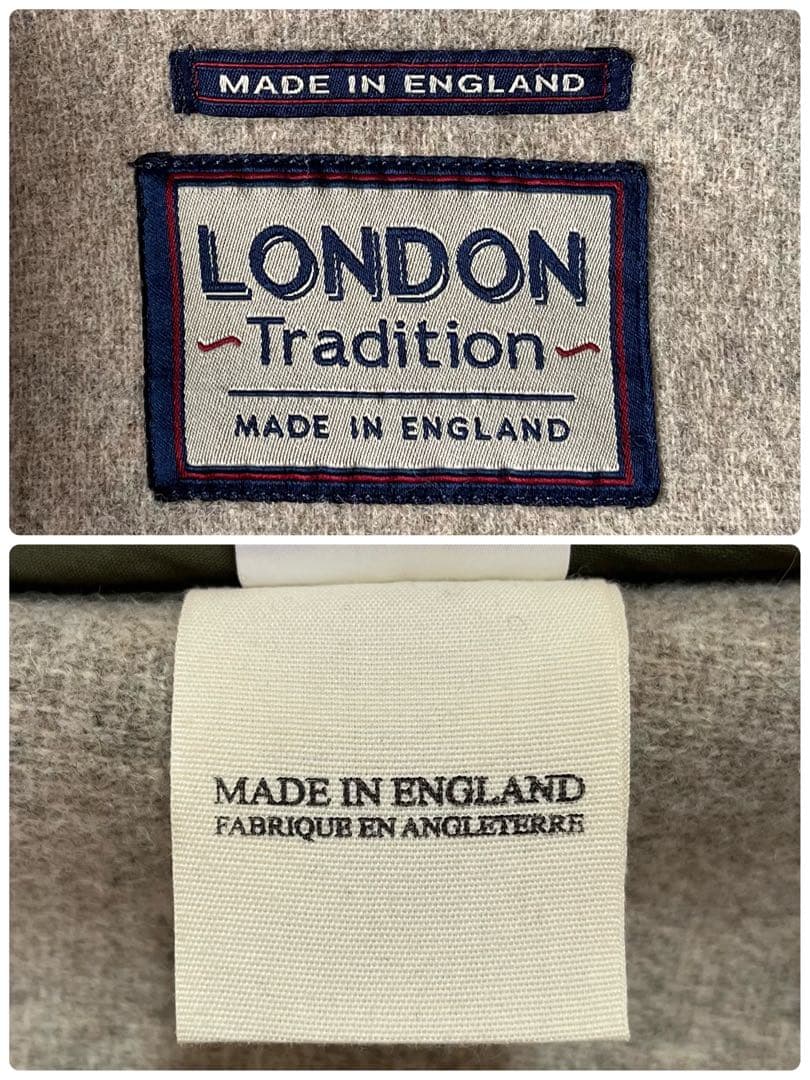 MADE IN ENGLAND
LONDON
~Tradition~
MADE IN ENGLAND
MADE IN ENGLAND
FABRIQUE EN ANGLETERRE